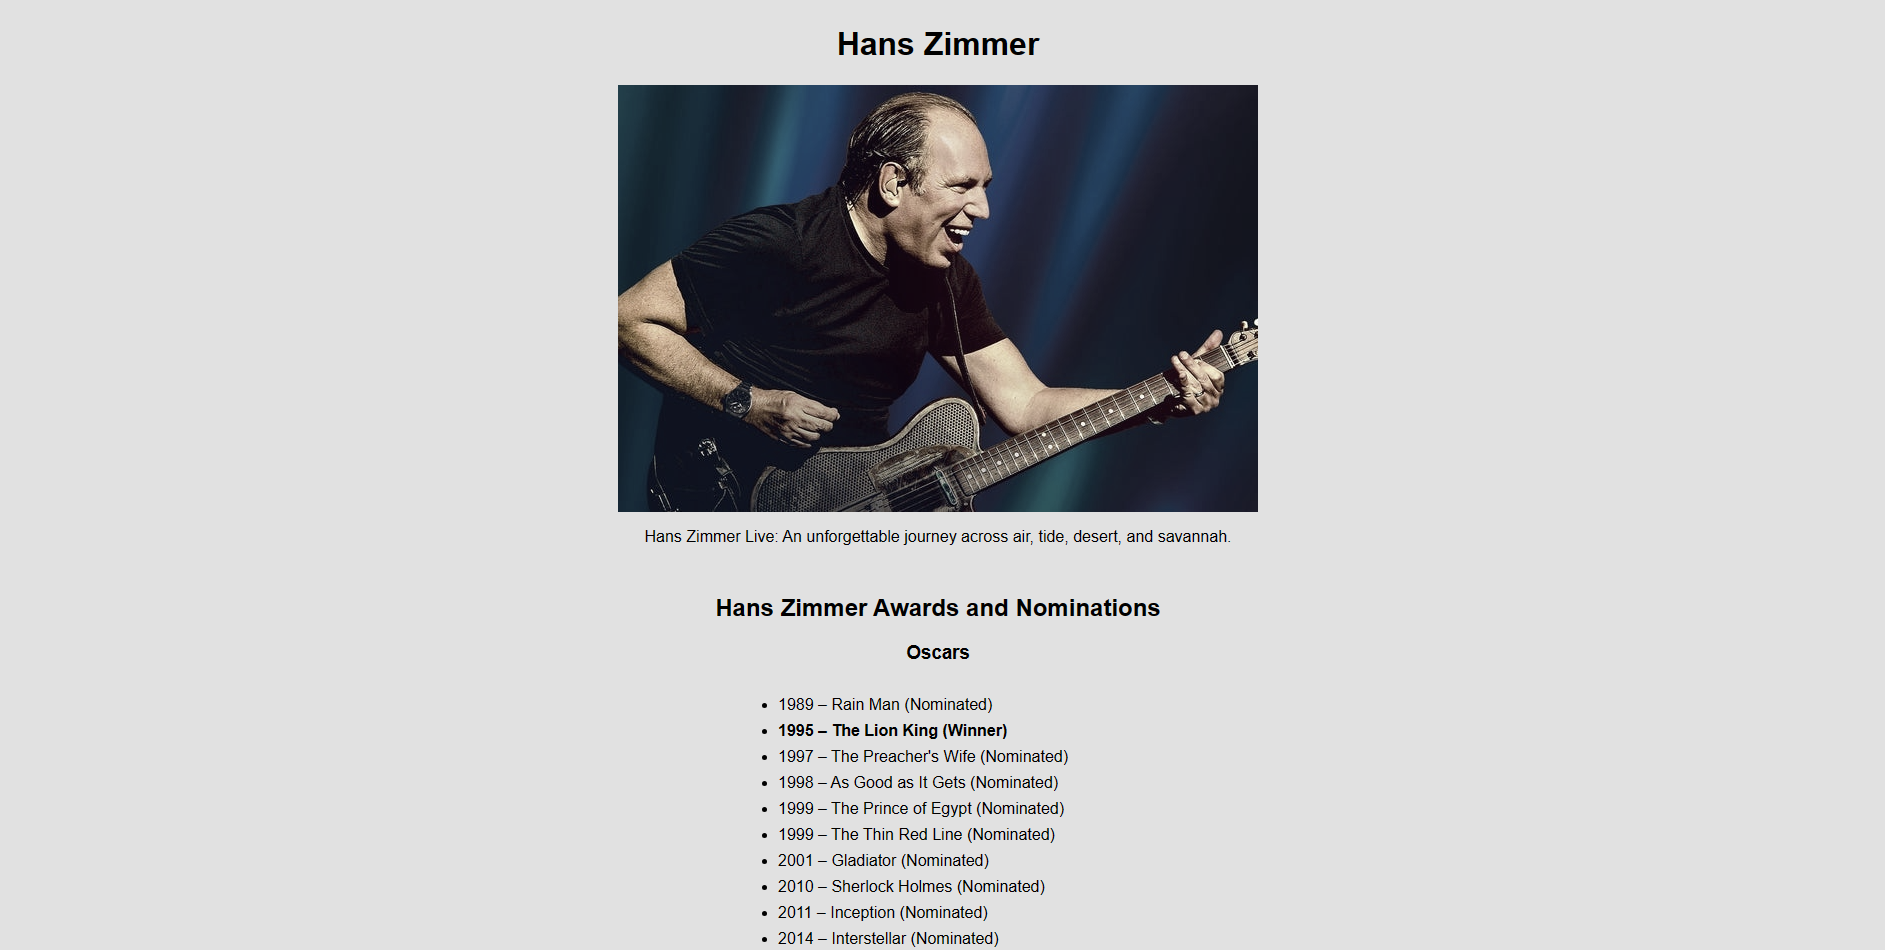 Hans Zimmer
Hans Zimmer Live: An unforgettable journey across air, tide, desert, and savannah.
Hans Zimmer Awards and Nominations
Oscars
• 1989 – Rain Man (Nominated)
• 1995 – The Lion King (Winner)
• 1997 – The Preacher's Wife (Nominated)
• 1998 – As Good as It Gets (Nominated)
• 1999 – The Prince of Egypt (Nominated)
• 1999 – The Thin Red Line (Nominated)
• 2001 – Gladiator (Nominated)
• 2010 – Sherlock Holmes (Nominated)
• 2011 – Inception (Nominated)
• 2014 – Interstellar (Nominated)